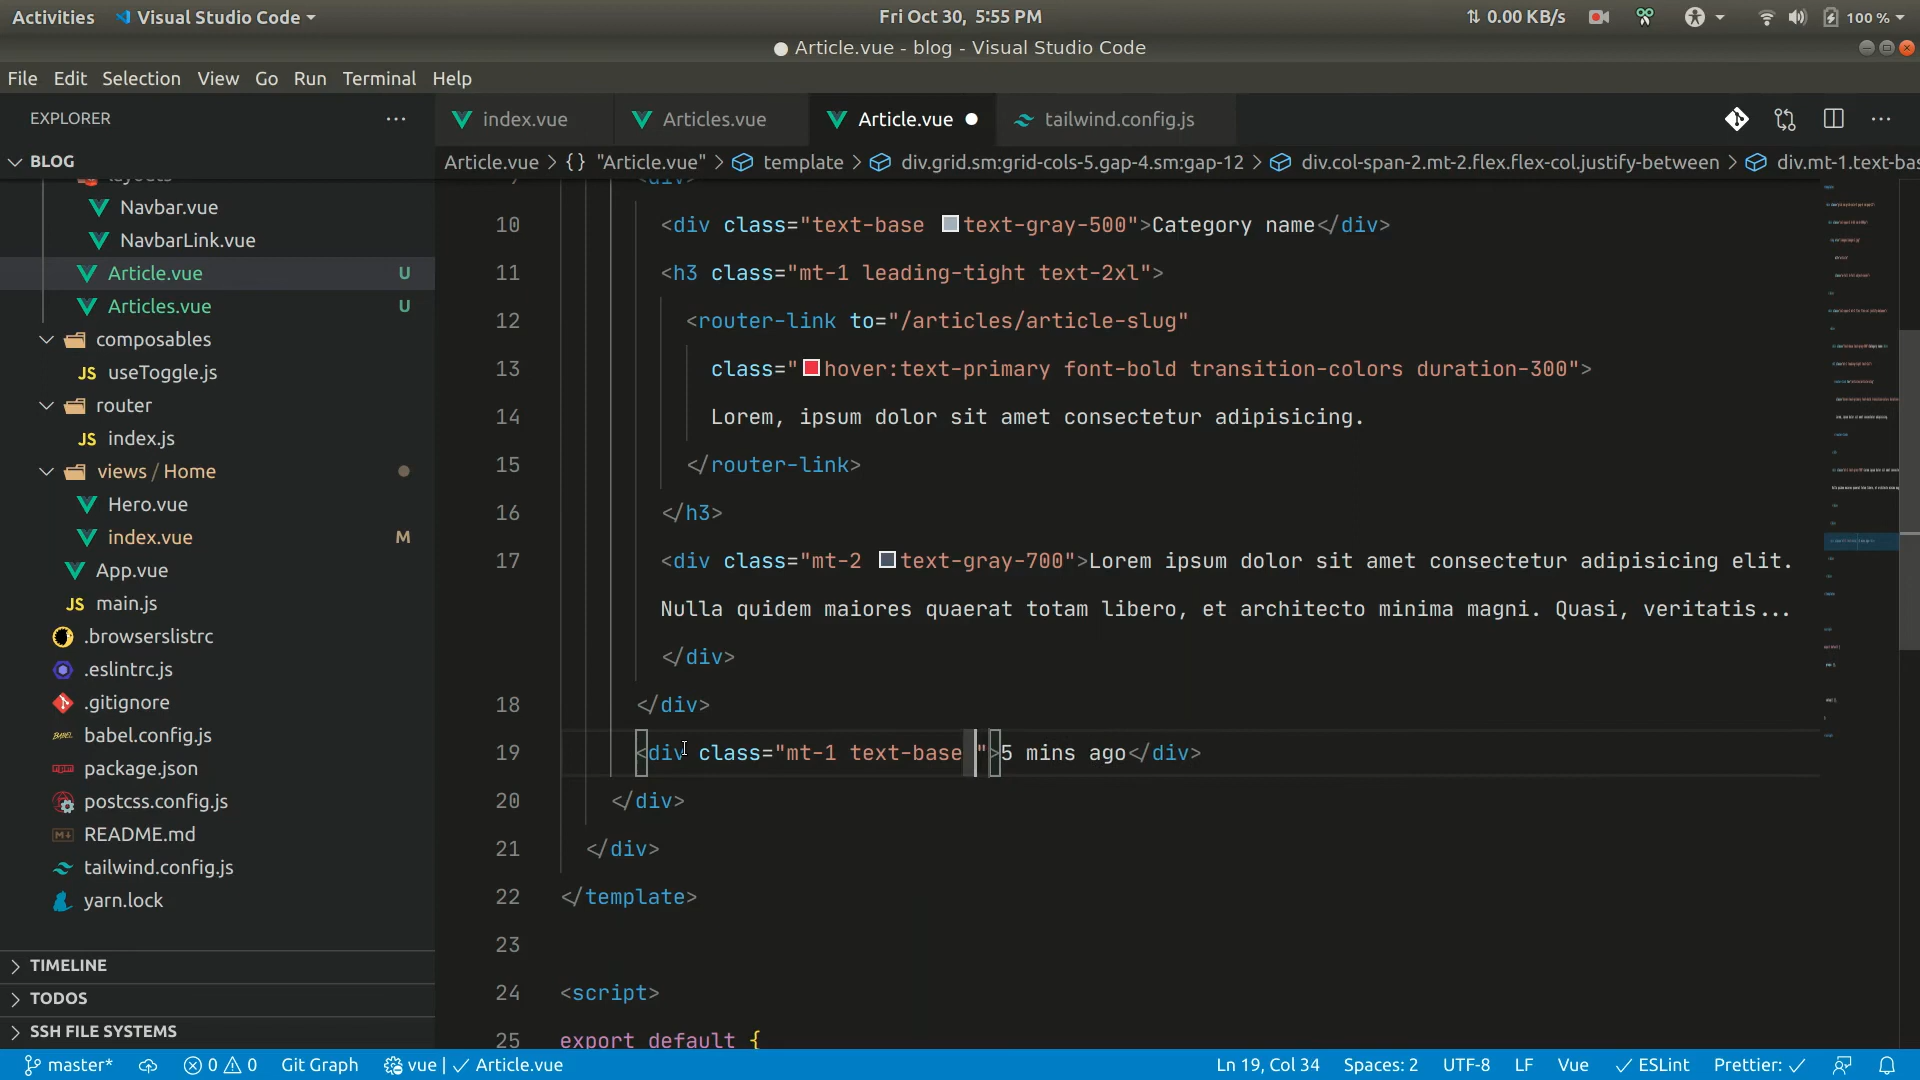 Activities Visual Studio Code Fri Oct 30, 5:55 PM 0.00 KB/s 100 %
Article.vue - blog - Visual Studio Code
File Edit Selection View Go Run Terminal Help
EXPLORER
index.vue Articles.vue Article.vue tailwind.config.js
BLOG
Article.vue > {} "Article.vue" > template > div.grid.sm:grid-cols-5.gap-4.sm:gap-12 > div.col-span-2.mt-2.flex.flex-col.justify-between > div.mt-1.text-bas
layouts
Navbar.vue
NavbarLink.vue
Article.vue U
Articles.vue U
composables
JS useToggle.js
router
JS index.js
views / Home
Hero.vue
index.vue M
App.vue
JS main.js
.browserslistrc
.eslintrc.js
.gitignore
BABEL babel.config.js
package.json
postcss.config.js
README.md
tailwind.config.js
yarn.lock
TIMELINE
TODOS
SSH FILE SYSTEMS
9 <div>
10 <div class="text-base text-gray-500">Category name</div>
11 <h3 class="mt-1 leading-tight text-2xl">
12 <router-link to="/articles/article-slug"
13 class="hover:text-primary font-bold transition-colors duration-300">
14 Lorem, ipsum dolor sit amet consectetur adipisicing.
15 </router-link>
16 </h3>
17 <div class="mt-2 text-gray-700">Lorem ipsum dolor sit amet consectetur adipisicing elit.
Nulla quidem maiores quaerat totam libero, et architecto minima magni. Quasi, veritatis...
</div>
18 </div>
19 <div class="mt-1 text-base ">5 mins ago</div>
20 </div>
21 </div>
22 </template>
23
24 <script>
25 export default {
master* 0 0 Git Graph vue | Article.vue Ln 19, Col 34 Spaces: 2 UTF-8 LF Vue ESLint Prettier: